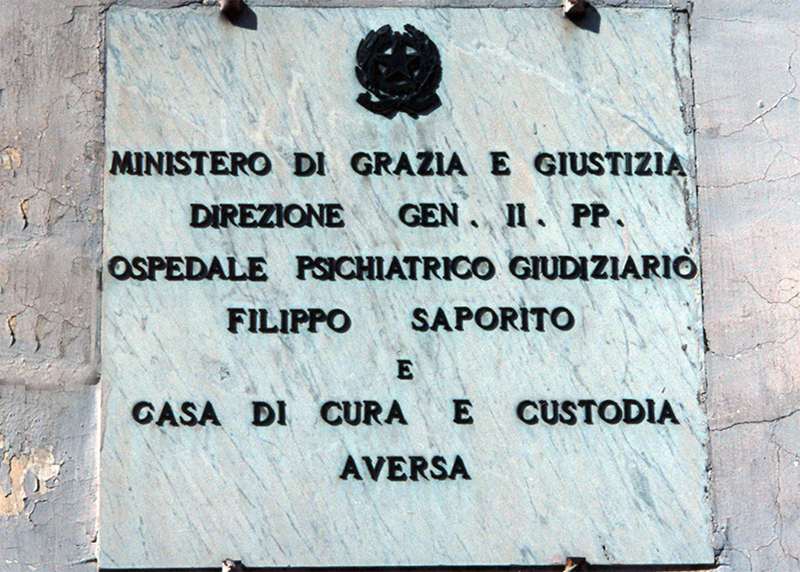 MINISTERO DI GRAZIA E GIUSTIZIA
DIREZIONE GEN. II. PP.
OSPEDALE PSICHIATRICO GIUDIZIARIO
FILIPPO SAPORITO
E
CASA DI CURA E CUSTODIA
AVERSA